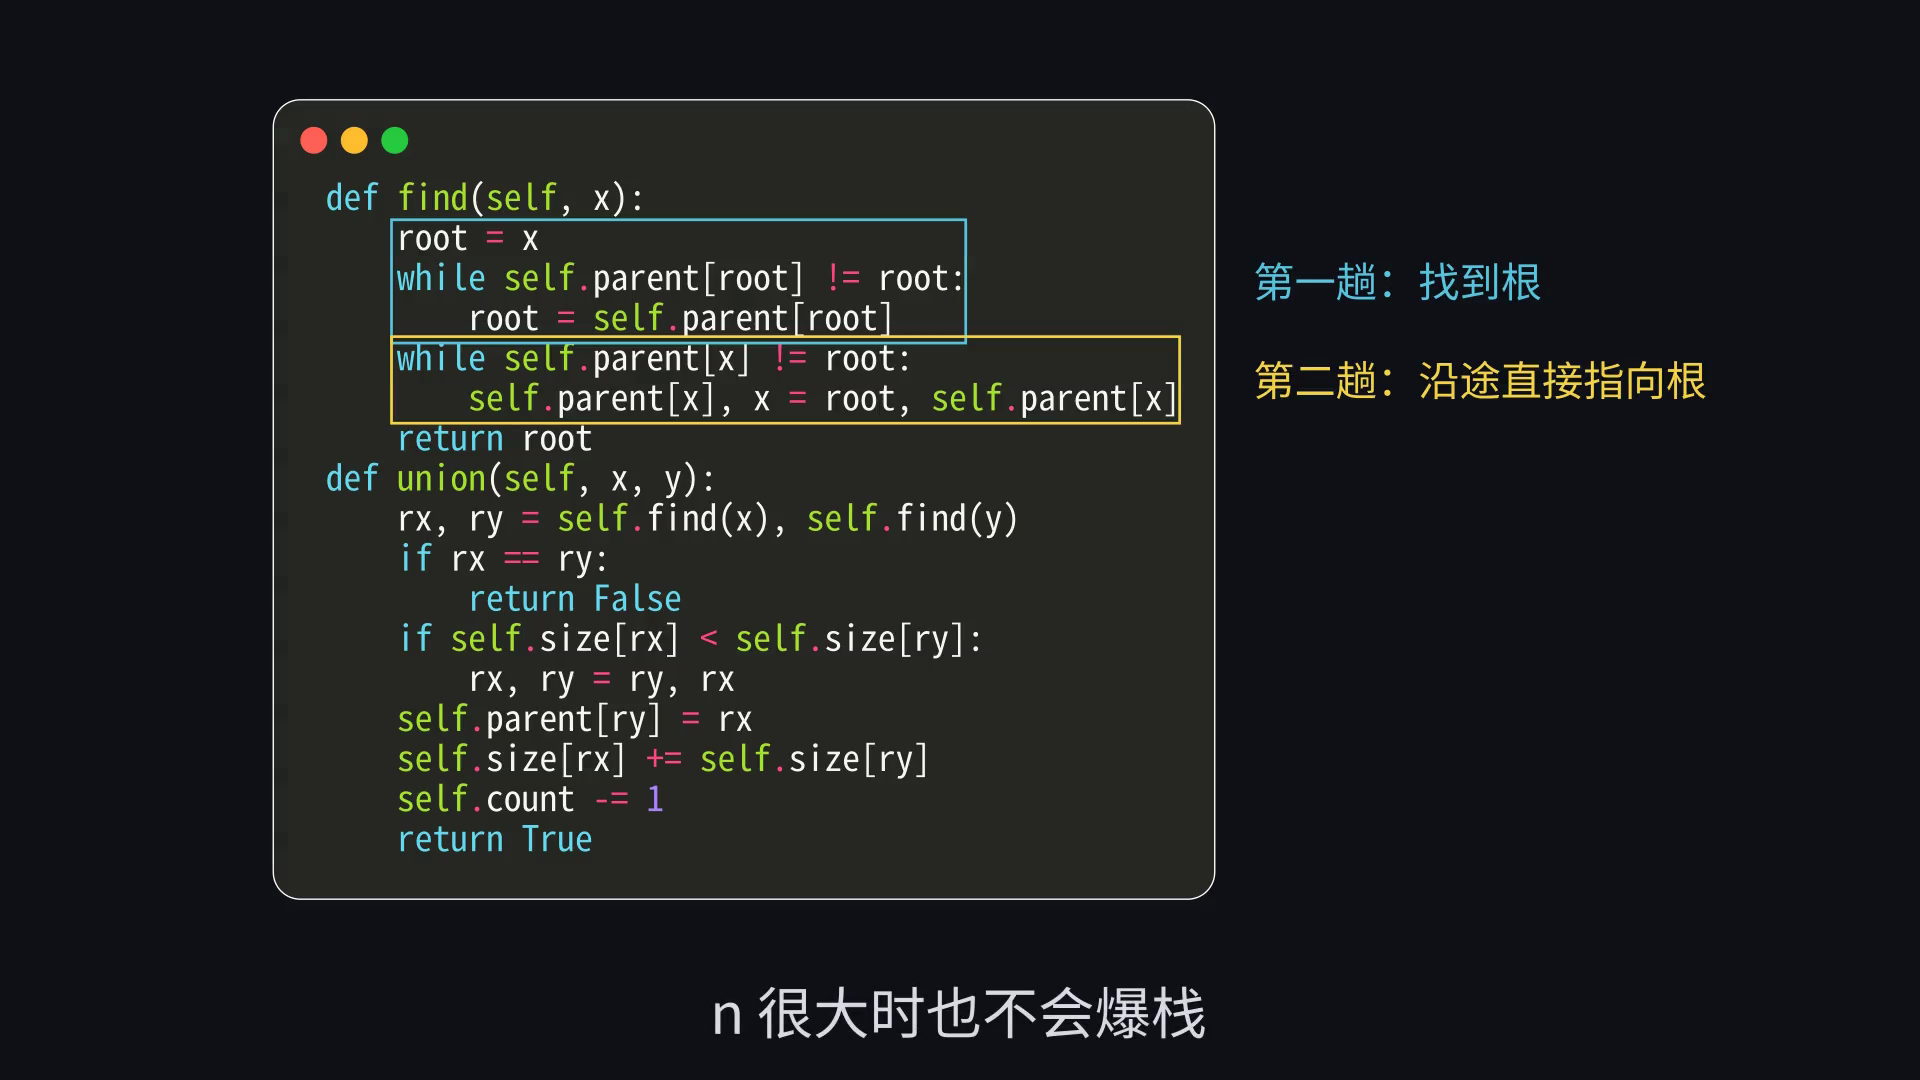 def find(self, x):
    root = x
    while self.parent[root] != root:
        root = self.parent[root]
    while self.parent[x] != root:
        self.parent[x], x = root, self.parent[x]
    return root
def union(self, x, y):
    rx, ry = self.find(x), self.find(y)
    if rx == ry:
        return False
    if self.size[rx] < self.size[ry]:
        rx, ry = ry, rx
    self.parent[ry] = rx
    self.size[rx] += self.size[ry]
    self.count -= 1
    return True
第一趟：找到根
第二趟：沿途直接指向根
n 很大时也不会爆栈